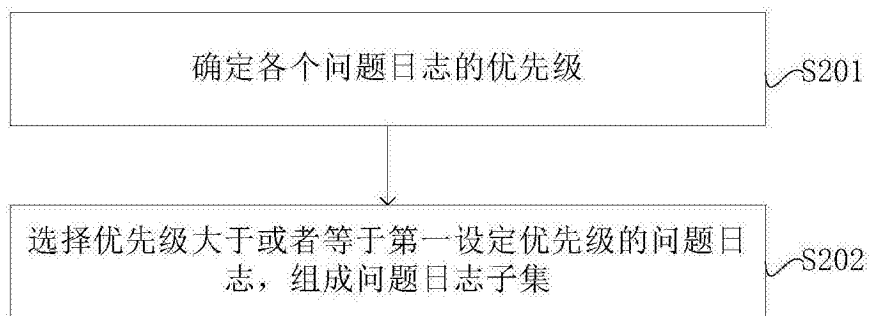 确定各个问题日志的优先级
S201
选择优先级大于或者等于第一设定优先级的问题日
志，组成问题日志子集
S202